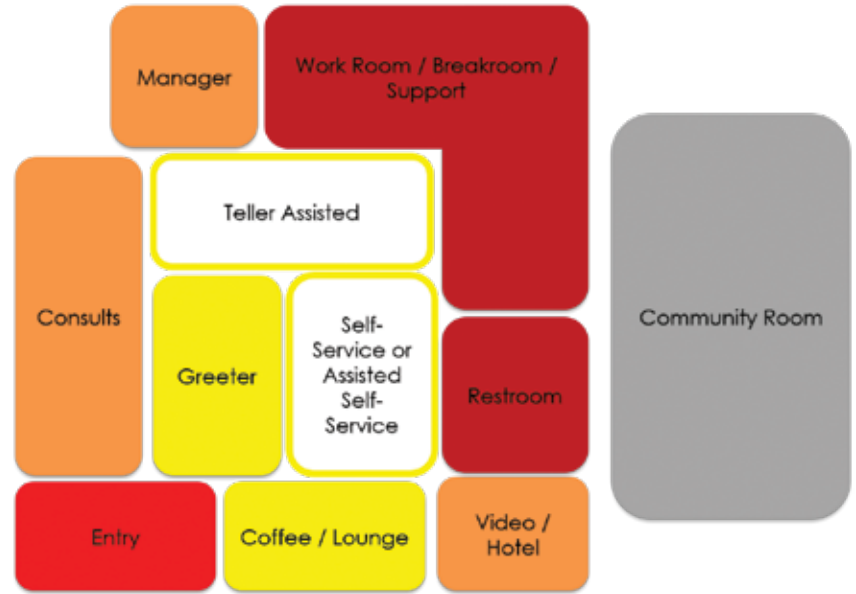 Manager
Work Room / Breakroom /
Support
Teller Assisted
Consults
Greeter
Self-
Service or
Assisted
Self-
Service
Restroom
Community Room
Entry
Coffee / Lounge
Video /
Hotel